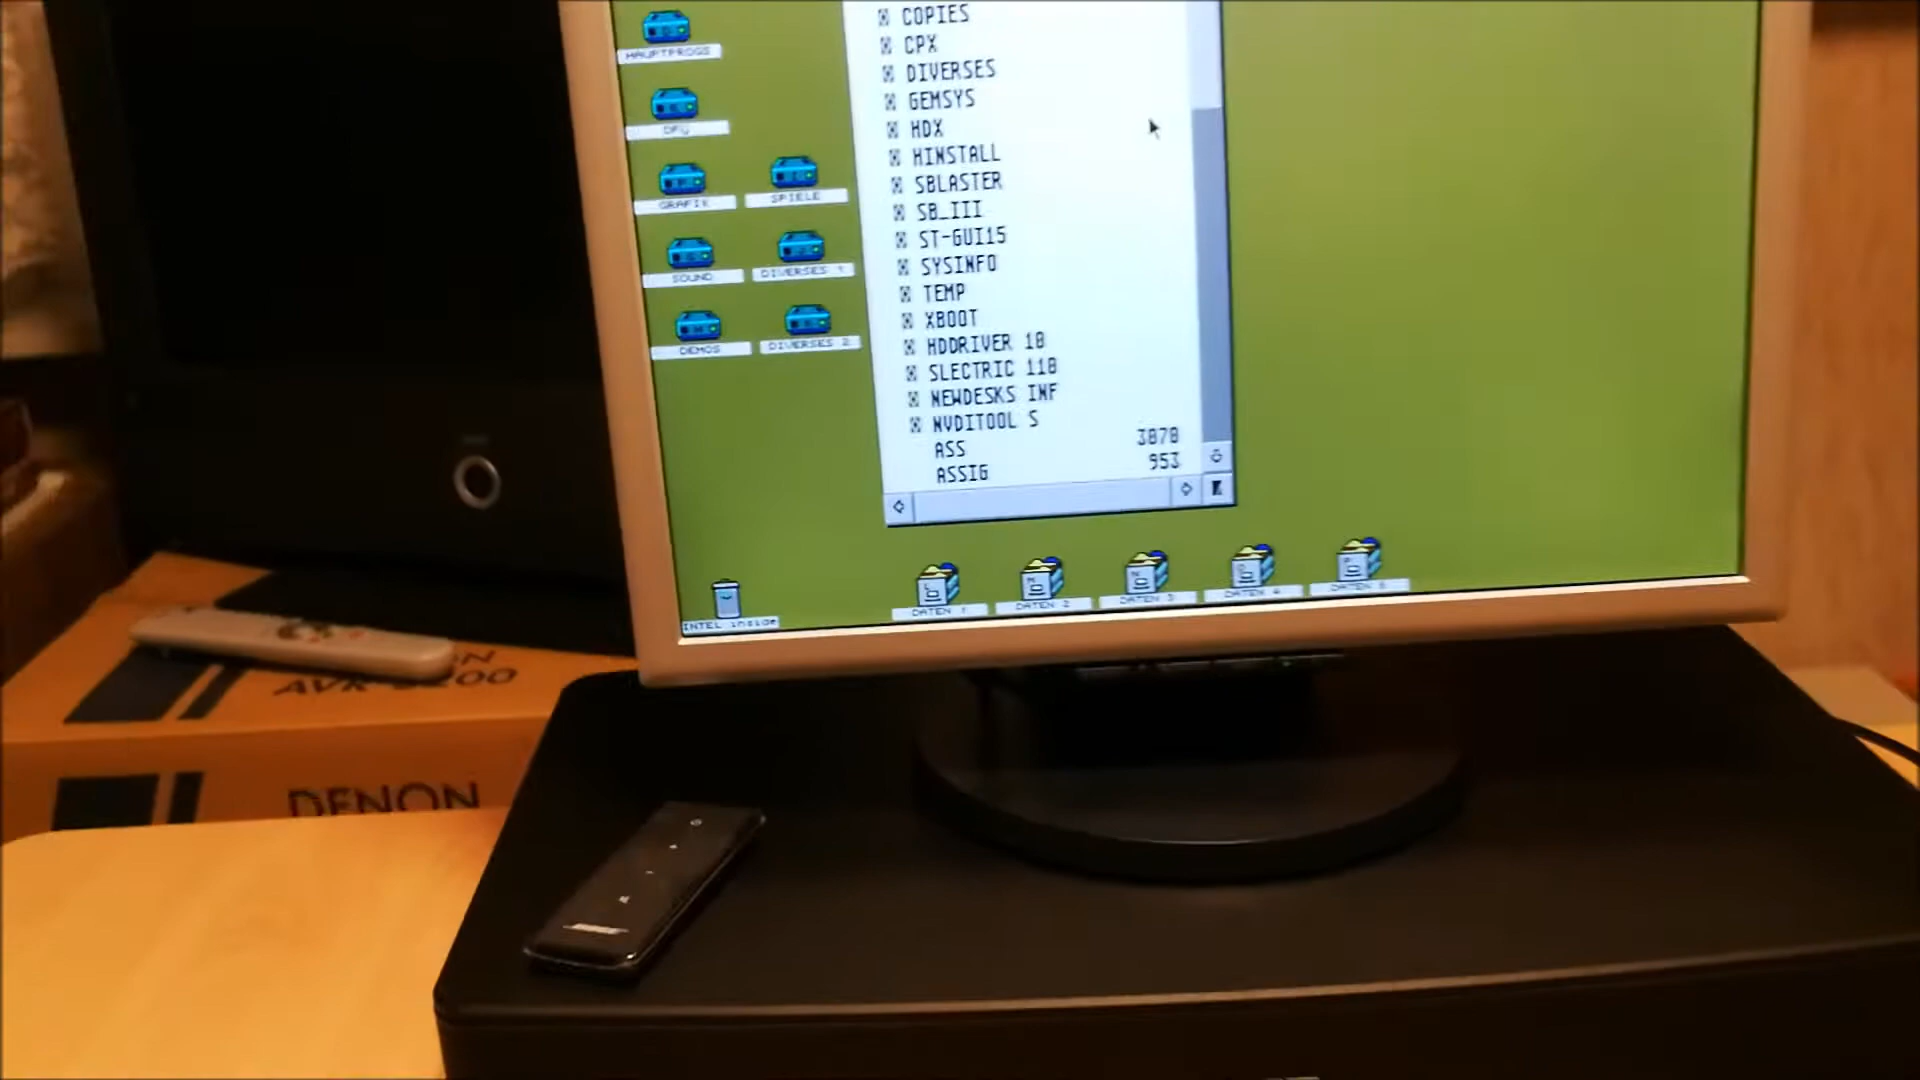 HAUPTPROGS
DFÜ
GRAFIK
SPIELE
SOUND
DIVERSES 1
DEMOS
DIVERSES 2
COPIES
CPX
DIVERSES
GEMSYS
HDX
HINSTALL
SBLASTER
SB_III
ST-GUI15
SYSINFO
TEMP
XBOOT
HDDRIVER 10
SLECTRIC 110
NEWDESKS INF
NVDITOOL S
ASS 3070
ASSIG 953
INTEL inside
L
M
N
O
P
DATEN 1
DATEN 2
DATEN 3
DATEN 4
DATEN 5
DENON
BOSE